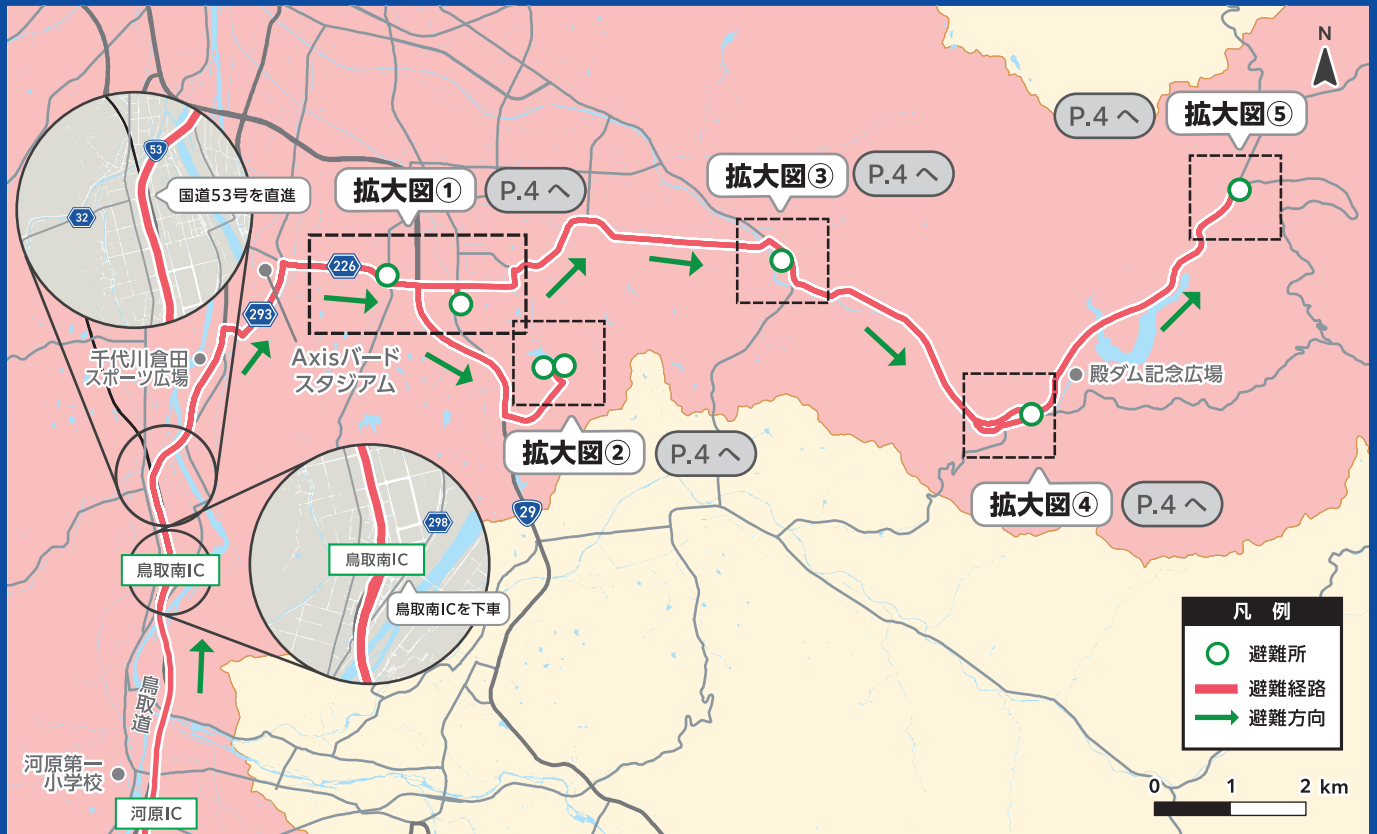 N
P.4 へ
拡大図⑤
53
国道53号を直進
32
拡大図①
P.4 へ
拡大図③
P.4 へ
226
293
千代川倉田
スポーツ広場
Axisバード
スタジアム
殿ダム記念広場
拡大図②
P.4 へ
拡大図④
P.4 へ
29
298
鳥取南IC
鳥取南IC
鳥取南ICを下車
鳥取道
河原第一
小学校
河原IC
凡 例
避難所
避難経路
避難方向
0 1 2 km